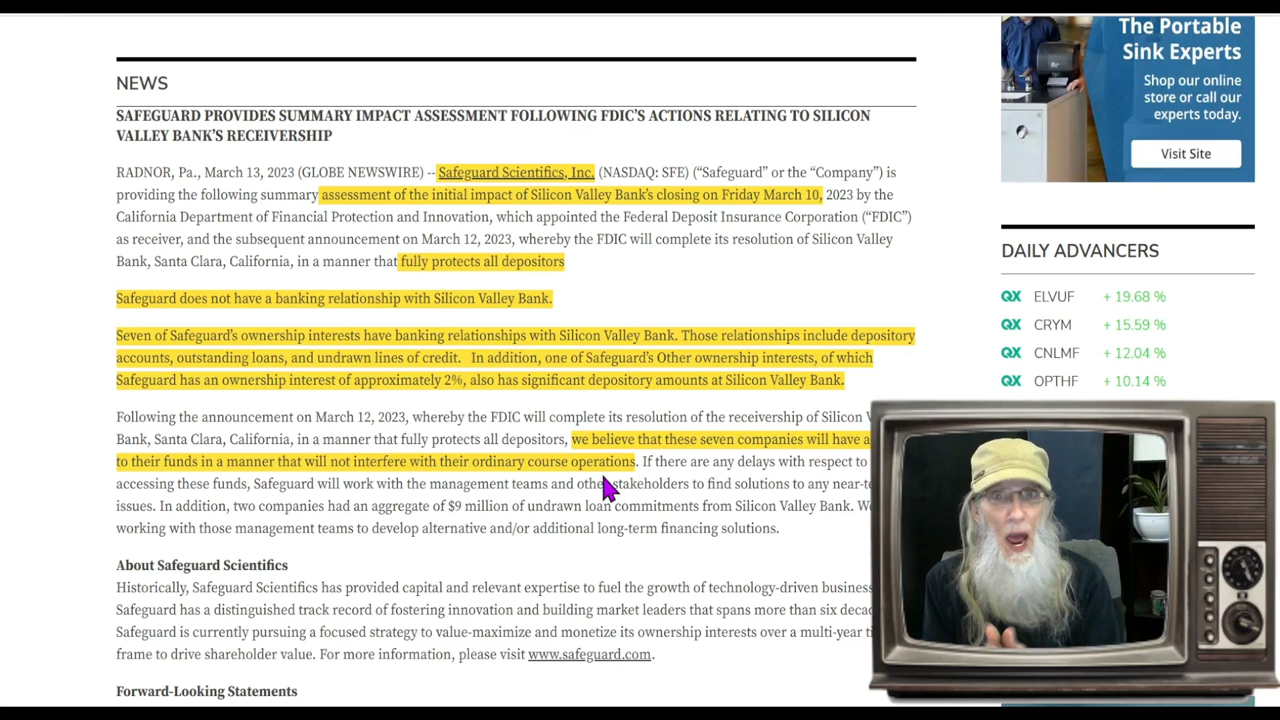 The Portable
Sink Experts
Shop our online
store or call our
experts today.
Visit Site
NEWS
SAFEGUARD PROVIDES SUMMARY IMPACT ASSESSMENT FOLLOWING FDIC'S ACTIONS RELATING TO SILICON
VALLEY BANK'S RECEIVERSHIP
RADNOR, Pa., March 13, 2023 (GLOBE NEWSWIRE) -- Safeguard Scientifics, Inc. (NASDAQ: SFE) (“Safeguard” or the “Company”) is
providing the following summary assessment of the initial impact of Silicon Valley Bank's closing on Friday March 10, 2023 by the
California Department of Financial Protection and Innovation, which appointed the Federal Deposit Insurance Corporation (“FDIC”)
as receiver, and the subsequent announcement on March 12, 2023, whereby the FDIC will complete its resolution of Silicon Valley
Bank, Santa Clara, California, in a manner that fully protects all depositors
Safeguard does not have a banking relationship with Silicon Valley Bank.
Seven of Safeguard's ownership interests have banking relationships with Silicon Valley Bank. Those relationships include depository
accounts, outstanding loans, and undrawn lines of credit. In addition, one of Safeguard's Other ownership interests, of which
Safeguard has an ownership interest of approximately 2%, also has significant depository amounts at Silicon Valley Bank.
Following the announcement on March 12, 2023, whereby the FDIC will complete its resolution of the receivership of Silicon V
Bank, Santa Clara, California, in a manner that fully protects all depositors, we believe that these seven companies will have a
to their funds in a manner that will not interfere with their ordinary course operations. If there are any delays with respect to
accessing these funds, Safeguard will work with the management teams and other stakeholders to find solutions to any near-te
issues. In addition, two companies had an aggregate of $9 million of undrawn loan commitments from Silicon Valley Bank. We
working with those management teams to develop alternative and/or additional long-term financing solutions.
About Safeguard Scientifics
Historically, Safeguard Scientifics has provided capital and relevant expertise to fuel the growth of technology-driven business
Safeguard has a distinguished track record of fostering innovation and building market leaders that spans more than six decad
Safeguard is currently pursuing a focused strategy to value-maximize and monetize its ownership interests over a multi-year ti
frame to drive shareholder value. For more information, please visit www.safeguard.com.
Forward-Looking Statements
DAILY ADVANCERS
QX ELVUF + 19.68 %
QX CRYM + 15.59 %
QX CNLMF + 12.04 %
QX OPTHF + 10.14 %